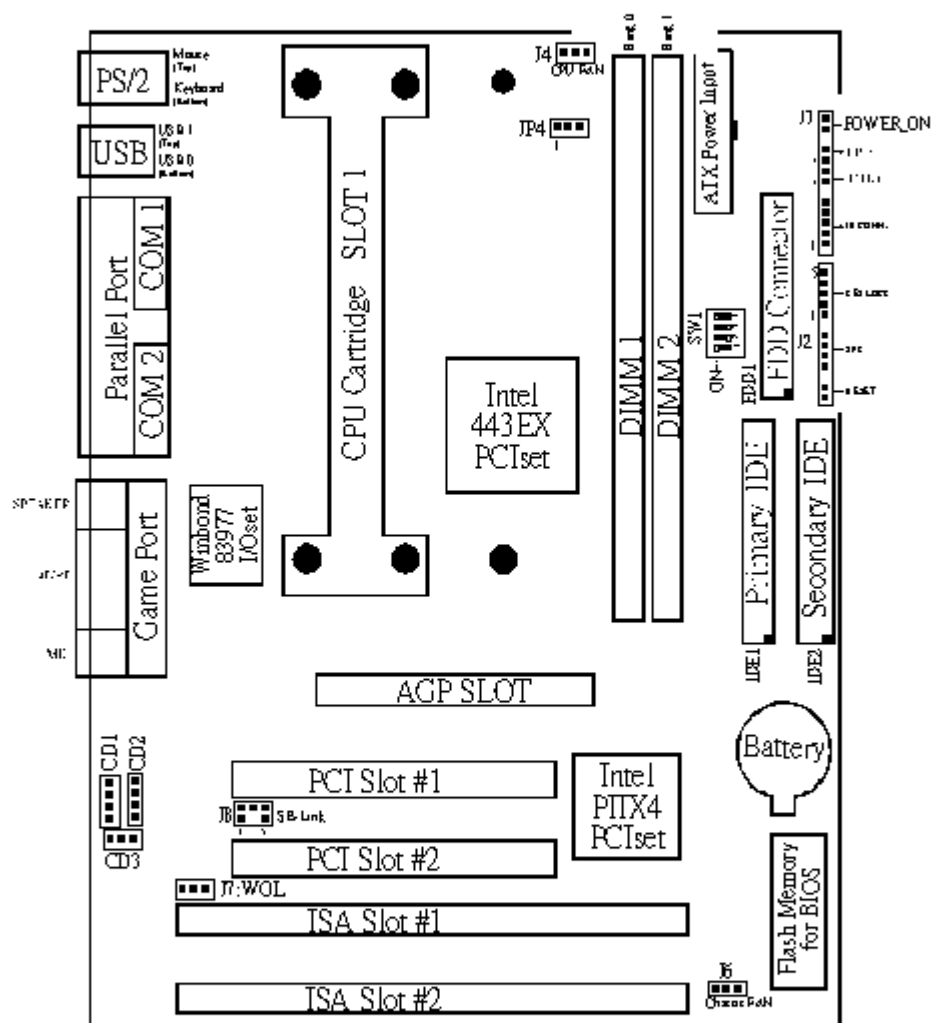 PS/2
Mouse
(Top)
Keyboard
(Bottom)
USB
USB 1
(Top)
USB 0
(Bottom)
Parallel Port
COM 1
COM 2
SPEAKER
MIC
Game Port
Winbond
83977
I/Oset
CPU Cartridge SLOT 1
J4
CPU FAN
JP4
Intel
443EX
PCIset
Bank 0
Bank 1
DIMM 1
DIMM 2
ATX Power Input
SW1
ON
FDD1
FDD Connector
J3
POWER_ON
J2
SPK
RESET
Primary IDE
IDE1
Secondary IDE
IDE2
AGP SLOT
Battery
CD1
CD2
CD3
PCI Slot #1
J8
SB-Link
PCI Slot #2
J7:WOL
ISA Slot #1
ISA Slot #2
Intel
PIIX4
PCIset
Flash Memory
for BIOS
J6
Chassis FAN